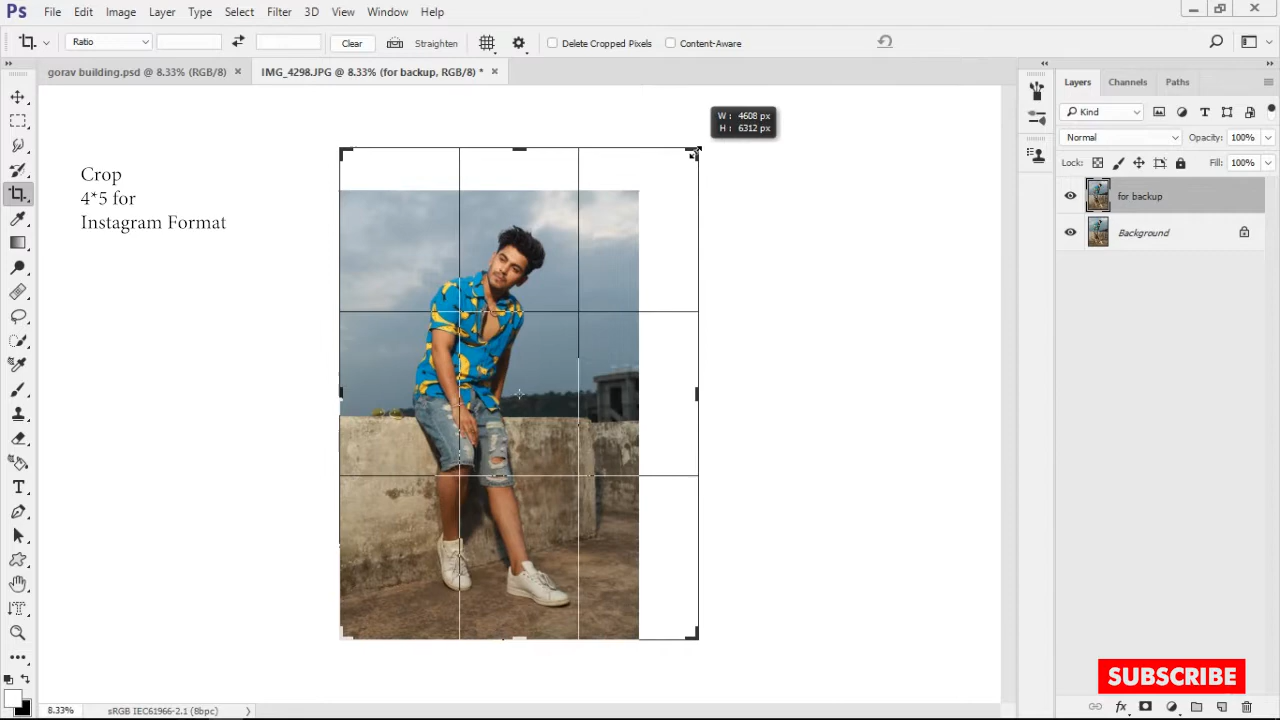 Ps File Edit Image Layer Type Select Filter 3D View Window Help
Ratio Clear Straighten Delete Cropped Pixels Content-Aware
gorav building.psd @ 8.33% (RGB/8) × IMG_4298.JPG @ 8.33% (for backup, RGB/8) * ×
Layers Channels Paths
Kind
Normal Opacity: 100%
Lock: Fill: 100%
for backup
Background
W : 4608 px
H : 6312 px
Crop
4*5 for
Instagram Format
SUBSCRIBE
8.33% sRGB IEC61966-2.1 (8bpc)